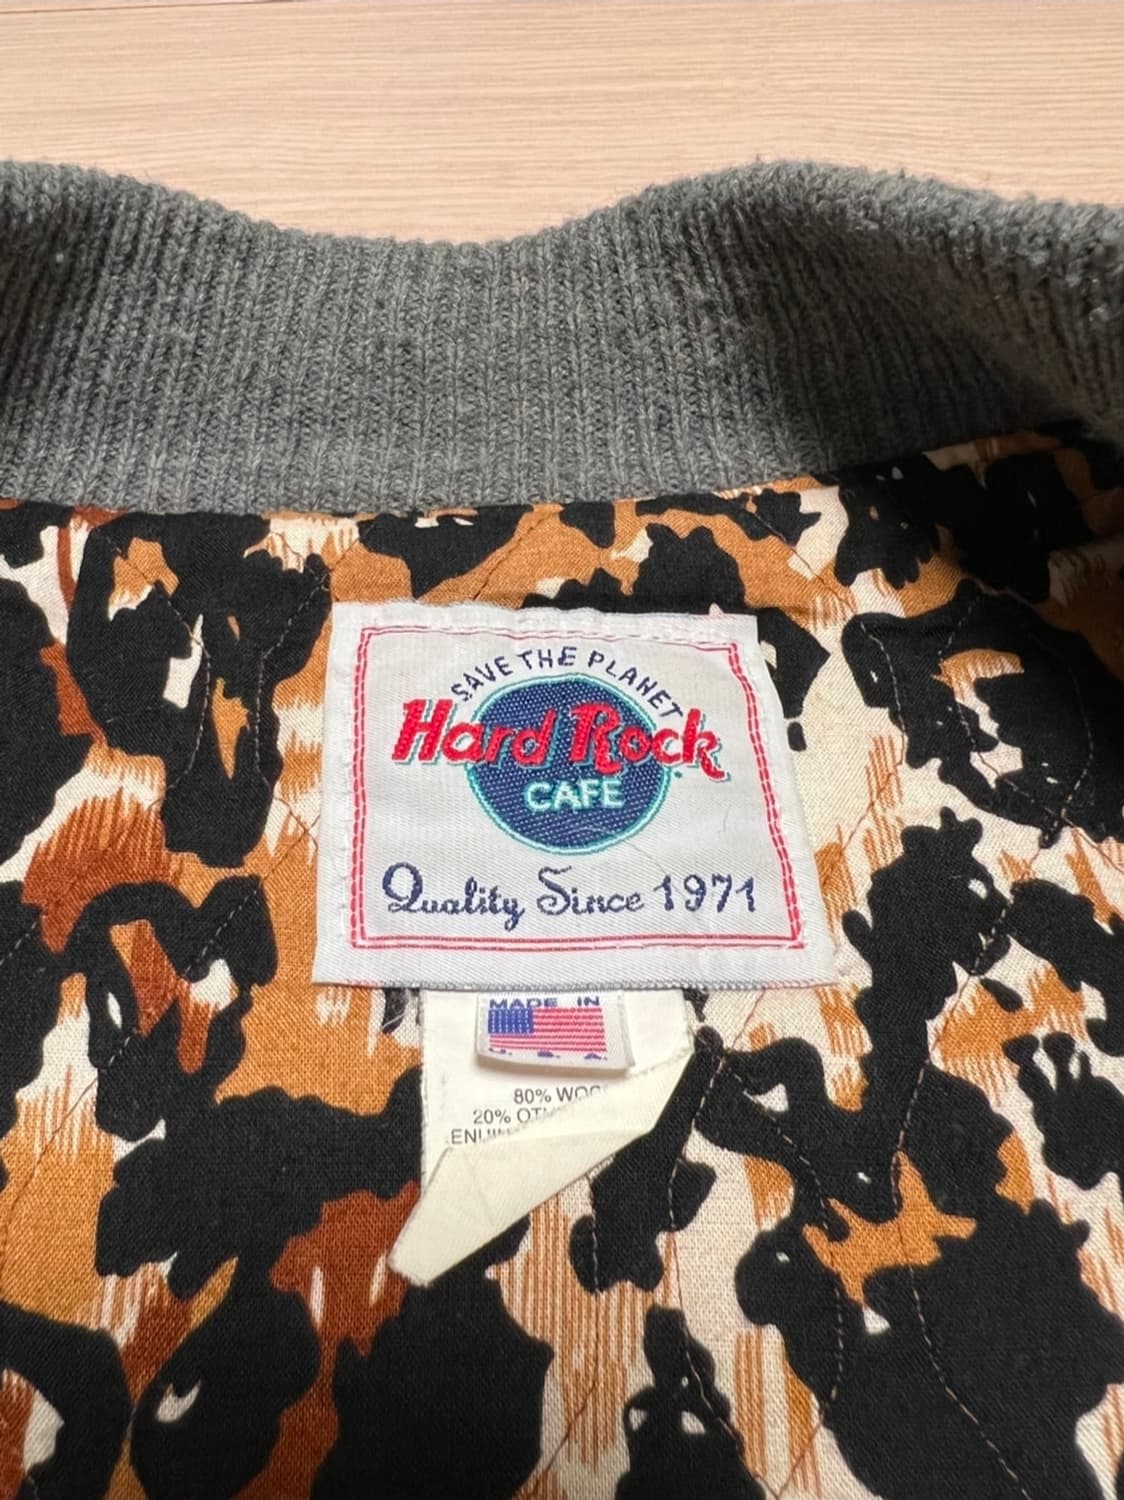 SAVE THE PLANET
Hard Rock
CAFE
Quality Since 1971
MADE IN
U. S. A.
80% WOO
20% OT